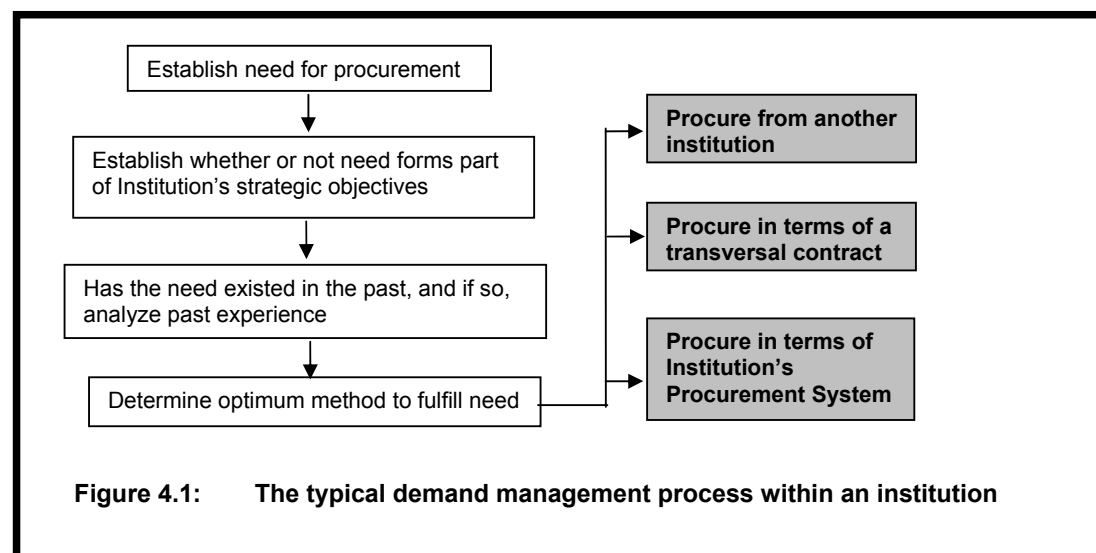 Establish need for procurement
Establish whether or not need forms part
of Institution’s strategic objectives
Has the need existed in the past, and if so,
analyze past experience
Determine optimum method to fulfill need
Procure from another
institution
Procure in terms of a
transversal contract
Procure in terms of
Institution’s
Procurement System
Figure 4.1: The typical demand management process within an institution